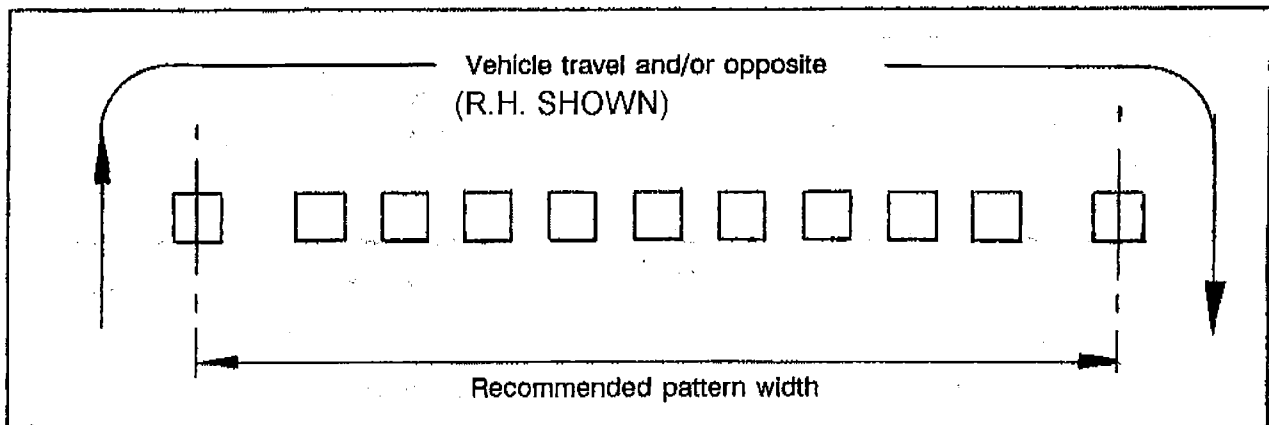 Vehicle travel and/or opposite
(R.H. SHOWN)
Recommended pattern width